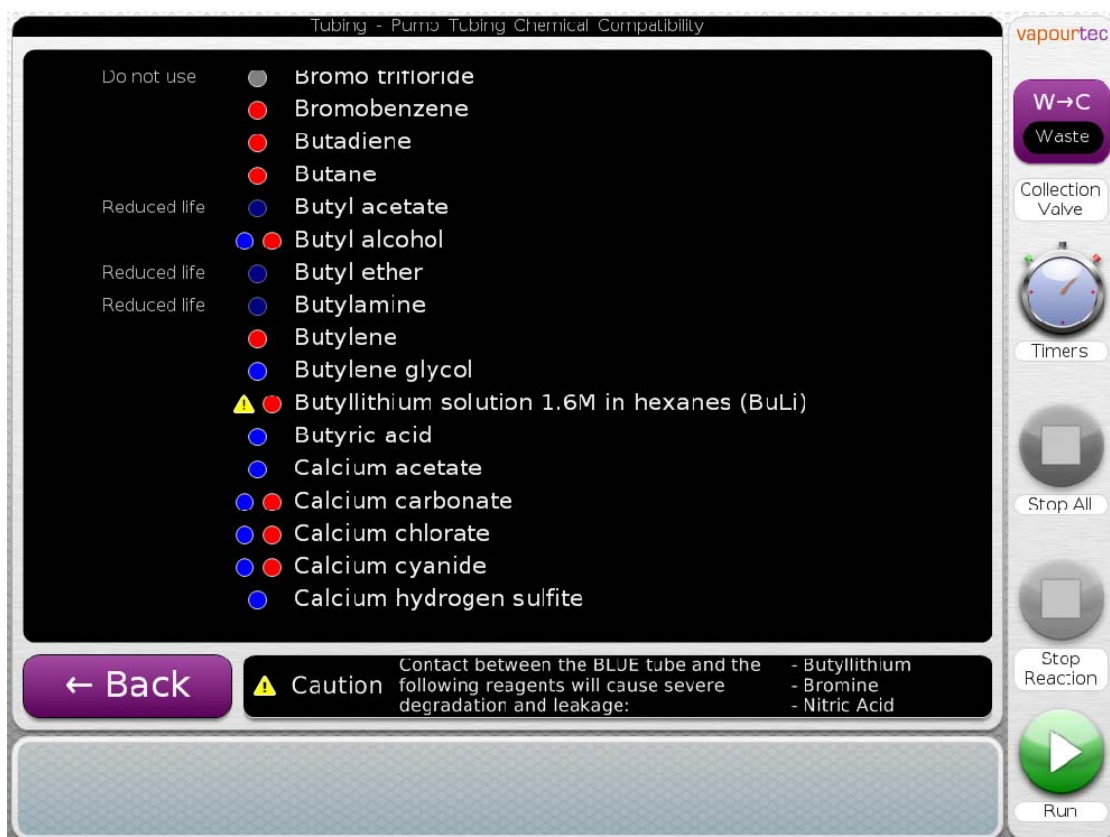 Tubing - Pump Tubing Chemical Compatibility
Do not use Bromo trifloride
Bromobenzene
Butadiene
Butane
Reduced life Butyl acetate
Butyl alcohol
Reduced life Butyl ether
Reduced life Butylamine
Butylene
Butylene glycol
Butyllithium solution 1.6M in hexanes (BuLi)
Butyric acid
Calcium acetate
Calcium carbonate
Calcium chlorate
Calcium cyanide
Calcium hydrogen sulfite
← Back
Caution
Contact between the BLUE tube and the
following reagents will cause severe
degradation and leakage:
- Butyllithium
- Bromine
- Nitric Acid
vapourtec
W→C
Waste
Collection
Valve
Timers
Stop All
Stop
Reaction
Run